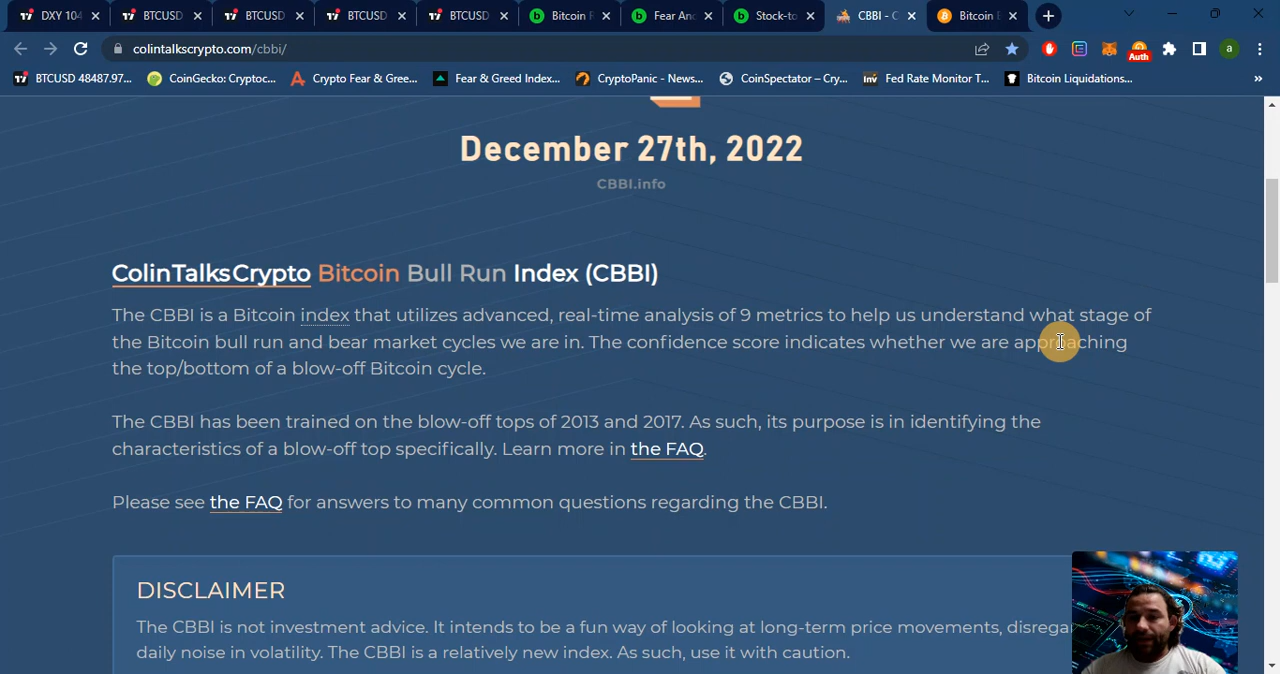 DXY 104
BTCUSD
BTCUSD
BTCUSD
BTCUSD
Bitcoin R
Fear An
Stock-to
CBBI - C
Bitcoin
colintalkscrypto.com/cbbi/
Auth
a
BTCUSD 48487.97...
CoinGecko: Cryptoc...
Crypto Fear & Gree...
Fear & Greed Index...
CryptoPanic - News...
CoinSpectator – Cry...
Fed Rate Monitor T...
Bitcoin Liquidations...
December 27th, 2022
CBBI.info
ColinTalksCrypto Bitcoin Bull Run Index (CBBI)
The CBBI is a Bitcoin index that utilizes advanced, real-time analysis of 9 metrics to help us understand what stage of
the Bitcoin bull run and bear market cycles we are in. The confidence score indicates whether we are approaching
the top/bottom of a blow-off Bitcoin cycle.
The CBBI has been trained on the blow-off tops of 2013 and 2017. As such, its purpose is in identifying the
characteristics of a blow-off top specifically. Learn more in the FAQ.
Please see the FAQ for answers to many common questions regarding the CBBI.
DISCLAIMER
The CBBI is not investment advice. It intends to be a fun way of looking at long-term price movements, disrega
daily noise in volatility. The CBBI is a relatively new index. As such, use it with caution.